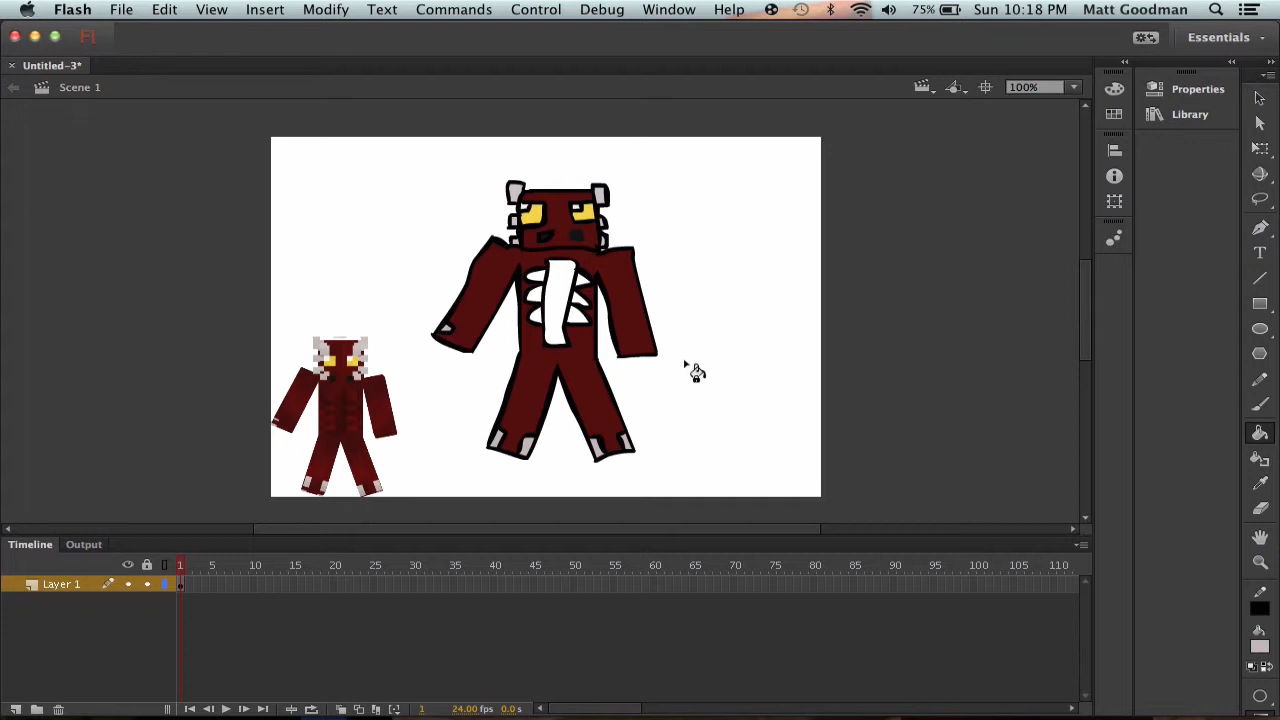 Flash File Edit View Insert Modify Text Commands Control Debug Window Help 75% Sun 10:18 PM Matt Goodman
Fl Essentials
Untitled-3*
Scene 1 100%
Properties
Library
T
Timeline Output
1 5 10 15 20 25 30 35 40 45 50 55 60 65 70 75 80 85 90 95 100 105 110
Layer 1
1 24.00 fps 0.0 s